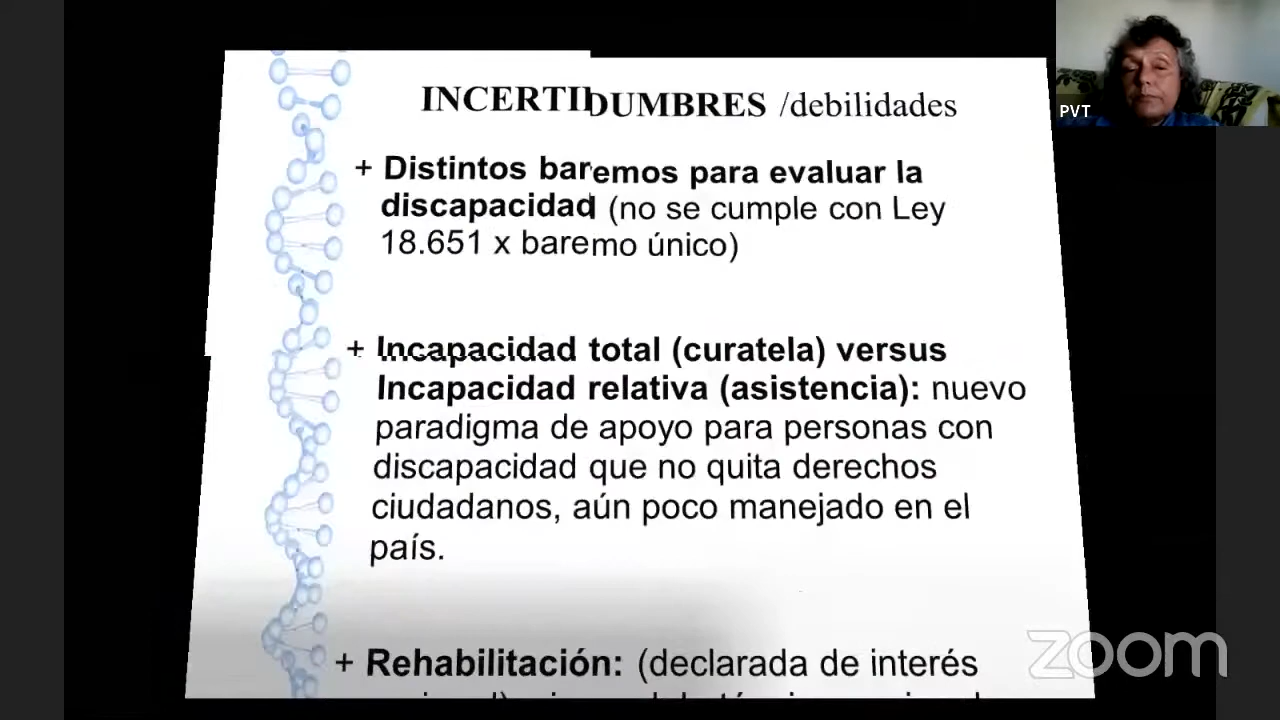 INCERTIDUMBRES /debilidades
+ Distintos baremos para evaluar la
discapacidad (no se cumple con Ley
18.651 x baremo único)
+ Incapacidad total (curatela) versus
Incapacidad relativa (asistencia): nuevo
paradigma de apoyo para personas con
discapacidad que no quita derechos
ciudadanos, aún poco manejado en el
país.
+ Rehabilitación: (declarada de interés
PVT
zoom